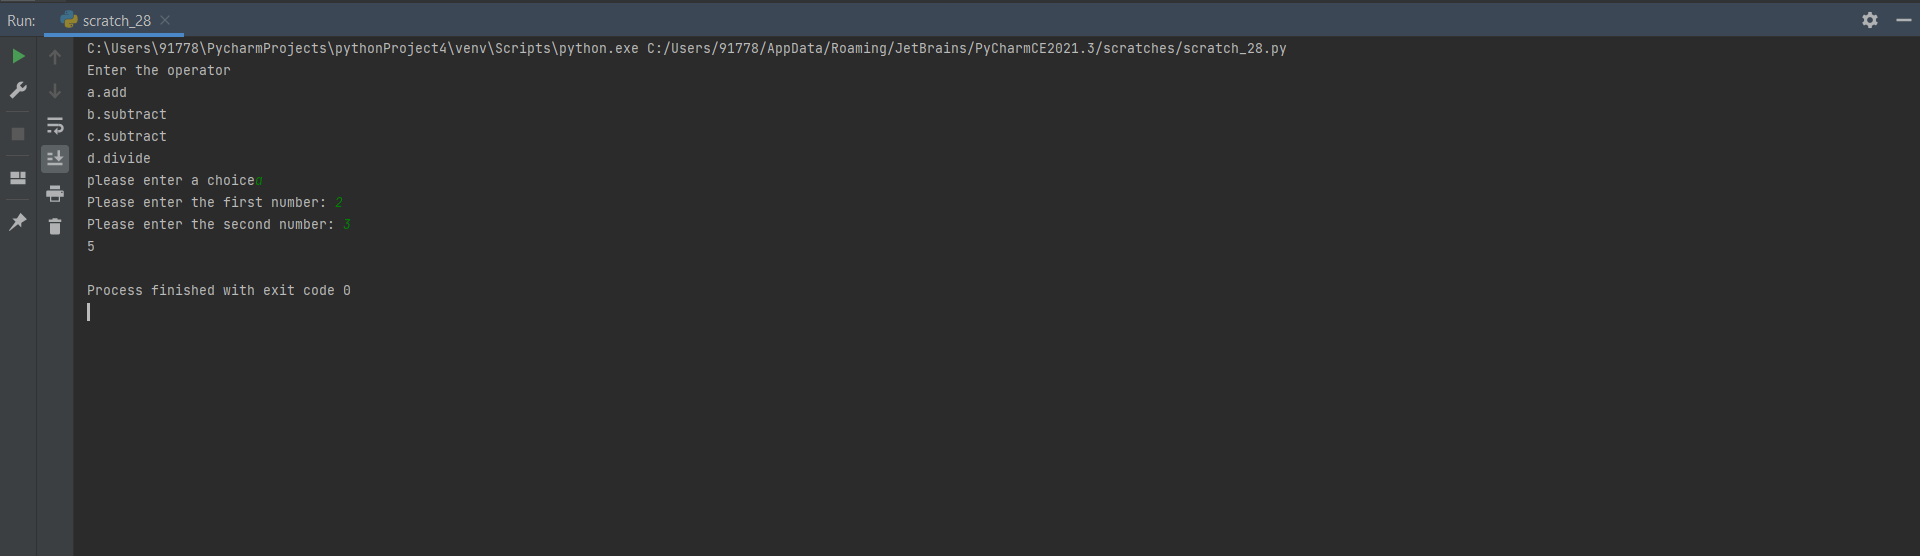 Run: scratch_28
C:\Users\91778\PycharmProjects\pythonProject4\venv\Scripts\python.exe C:/Users/91778/AppData/Roaming/JetBrains/PyCharmCE2021.3/scratches/scratch_28.py
Enter the operator
a.add
b.subtract
c.subtract
d.divide
please enter a choicea
Please enter the first number: 2
Please enter the second number: 3
5
Process finished with exit code 0